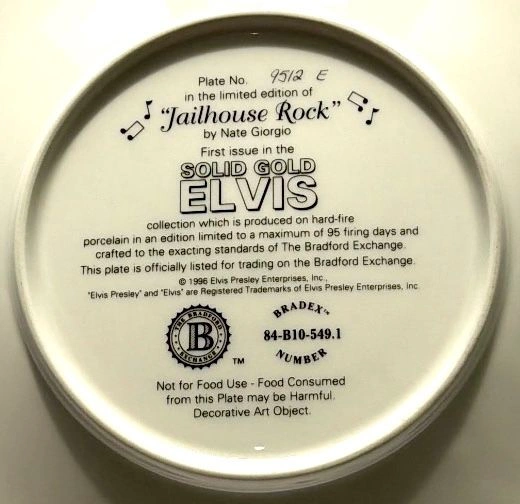 Plate No. 9512 E
in the limited edition of
"Jailhouse Rock"
by Nate Giorgio
First issue in the
SOLID GOLD
ELVIS
collection which is produced on hard-fire
porcelain in an edition limited to a maximum of 95 firing days and
crafted to the exacting standards of The Bradford Exchange.
This plate is officially listed for trading on the Bradford Exchange.
© 1996 Elvis Presley Enterprises, Inc.,
"Elvis Presley" and "Elvis" are Registered Trademarks of Elvis Presley Enterprises, Inc.
THE BRADFORD
B
EXCHANGE
TM
BRADEX™
84-B10-549.1
NUMBER
Not for Food Use - Food Consumed
from this Plate may be Harmful.
Decorative Art Object.